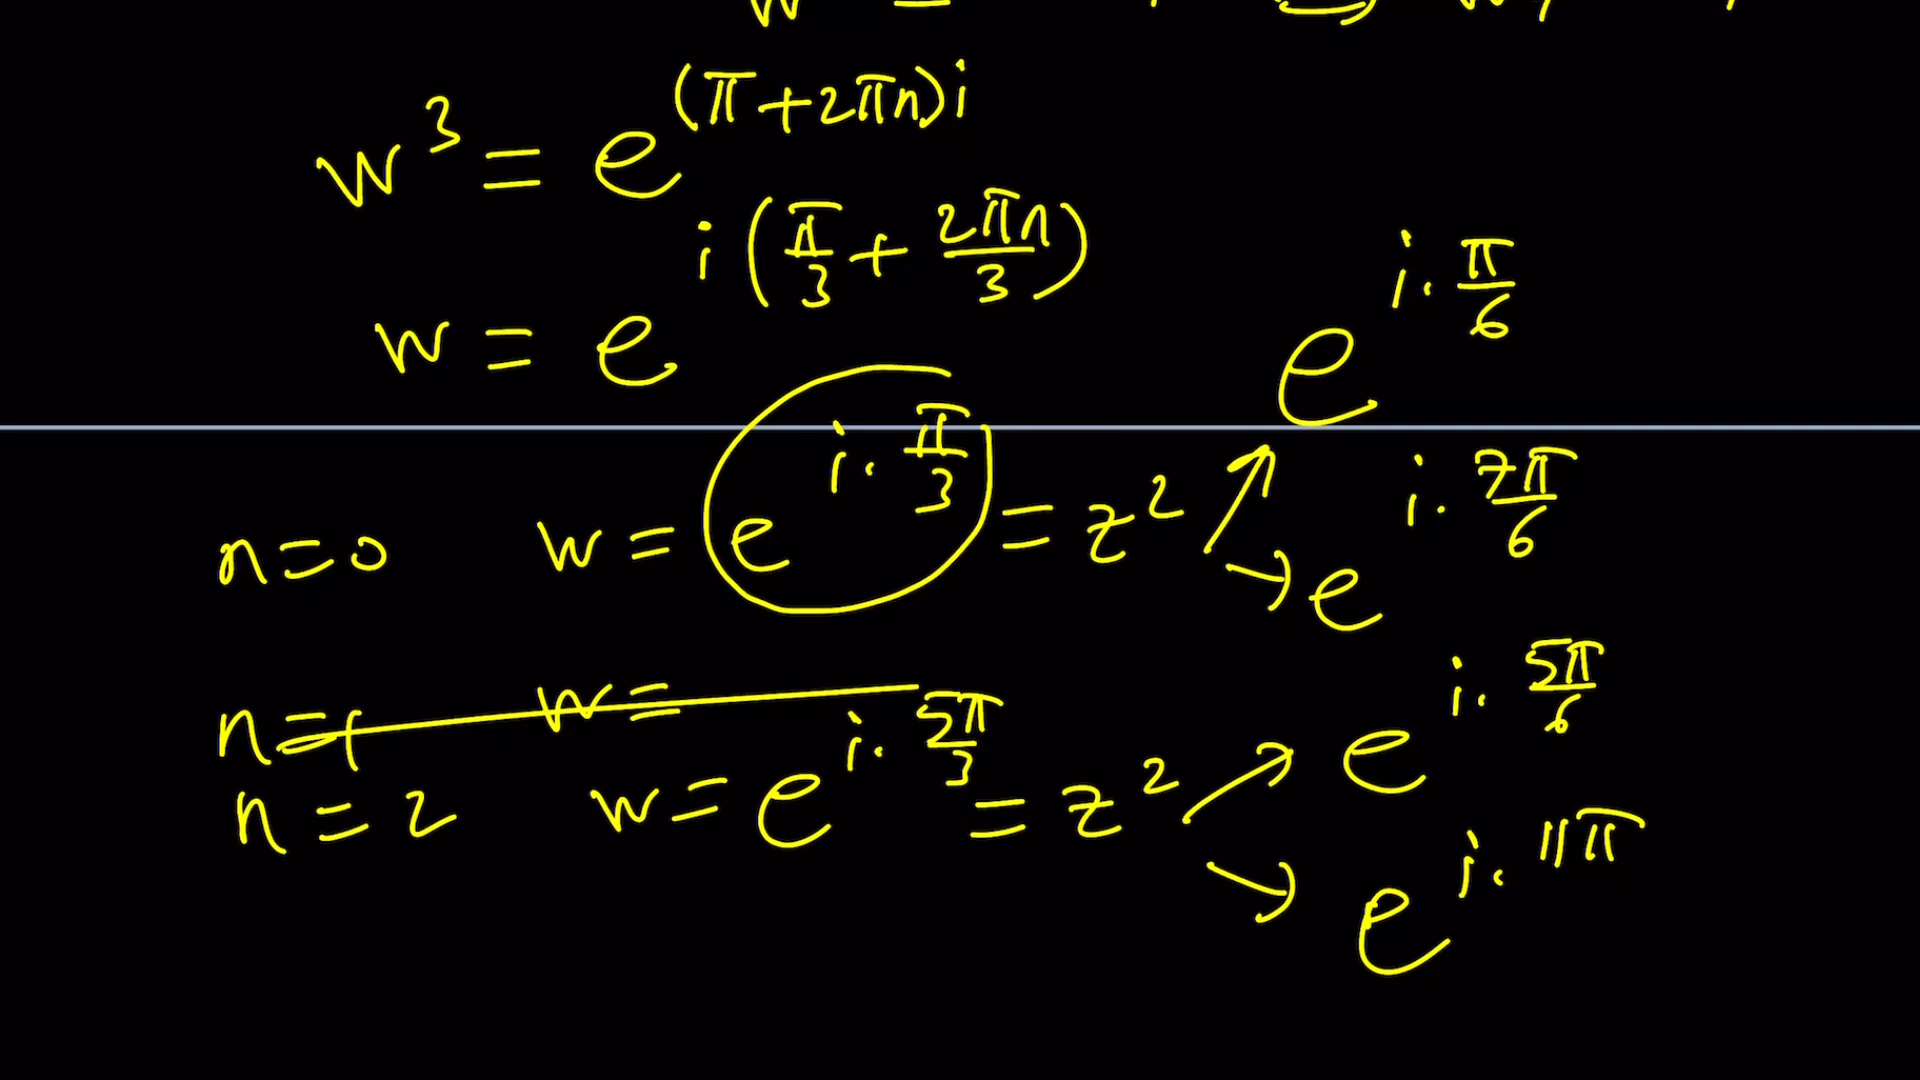 w³ = e^{(π+2πn)i}
w = e^{i(π/3 + 2πn/3)}
e^{i·π/6}
n=0 w = e^{i·π/3} = z² ↗
→ e^{i·7π/6}
n=1 w=
n=2 w= e^{i·5π/3} = z² ↗ e^{i·5π/6}
→ e^{i·11π}